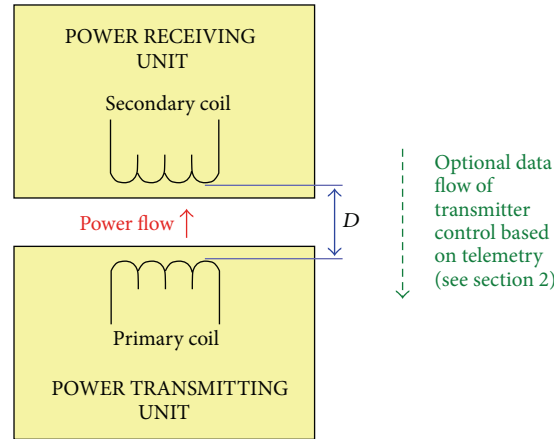 POWER RECEIVING
UNIT
Secondary coil
Power flow
D
Optional data
flow of
transmitter
control based
on telemetry
(see section 2)
Primary coil
POWER TRANSMITTING
UNIT